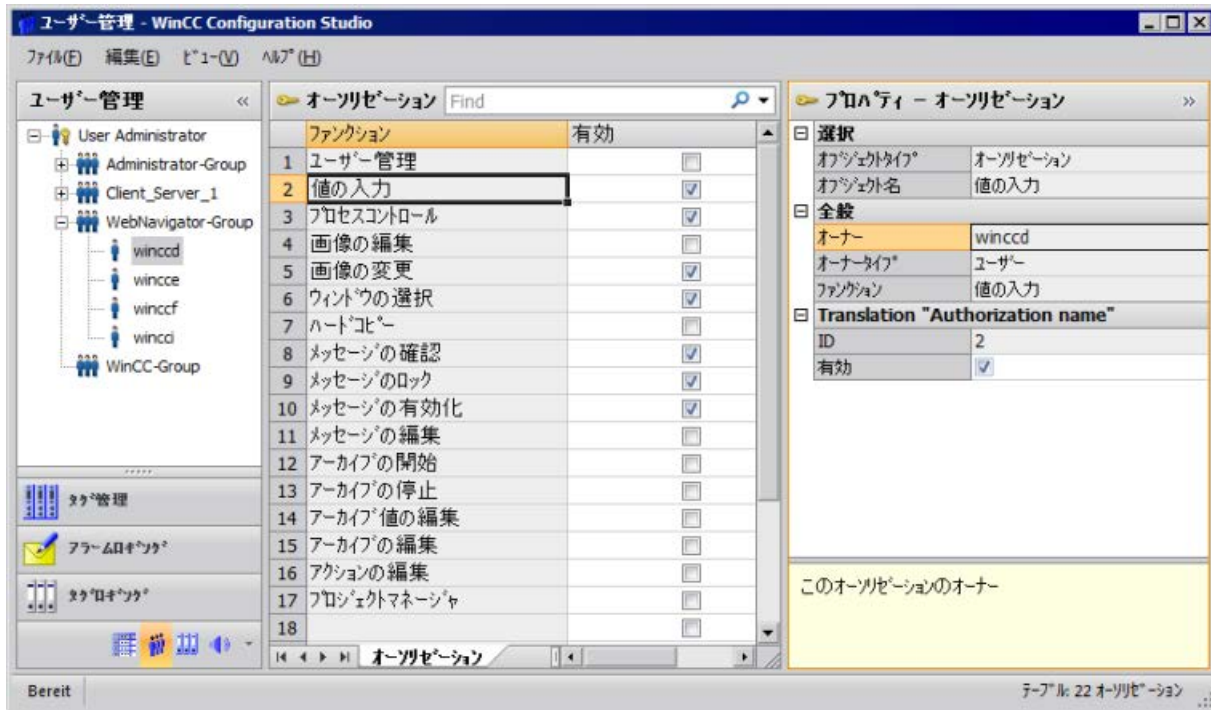 ユーザー管理 - WinCC Configuration Studio
ファイル(F) 編集(E) ビュー(V) ヘルプ(H)
ユーザー管理 «
User Administrator
Administrator-Group
Client_Server_1
WebNavigator-Group
winccd
wincce
winccf
wincci
WinCC-Group
タグ管理
アラームロギング
タグロギング
オーソリゼーション Find
ファンクション 有効
1 ユーザー管理
2 値の入力
3 プロセスコントロール
4 画像の編集
5 画像の変更
6 ウィンドウの選択
7 ハードコピー
8 メッセージの確認
9 メッセージのロック
10 メッセージの有効化
11 メッセージの編集
12 アーカイブの開始
13 アーカイブの停止
14 アーカイブ値の編集
15 アーカイブの編集
16 アクションの編集
17 プロジェクトマネージャ
18
オーソリゼーション
プロパティ - オーソリゼーション »
選択
オブジェクトタイプ オーソリゼーション
オブジェクト名 値の入力
全般
オーナー winccd
オーナータイプ ユーザー
ファンクション 値の入力
Translation "Authorization name"
ID 2
有効
このオーソリゼーションのオーナー
Bereit
テーブル: 22 オーソリゼーション